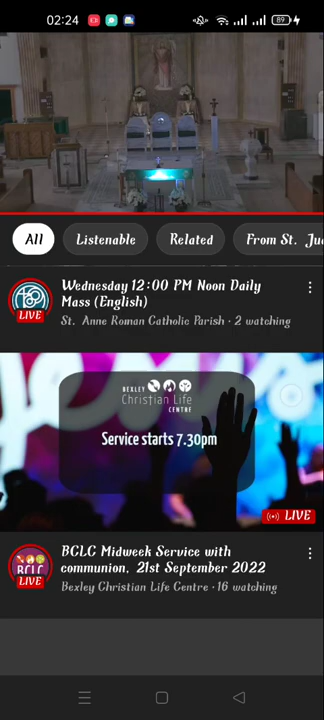 02:24
89
All
Listenable
Related
From St. Ju
Wednesday 12:00 PM Noon Daily
Mass (English)
St. Anne Roman Catholic Parish · 2 watching
LIVE
BEXLEY
Christian Life
CENTRE
Service starts 7.30pm
LIVE
BCLC Midweek Service with
communion, 21st September 2022
Bexley Christian Life Centre · 16 watching
BCLC
LIVE